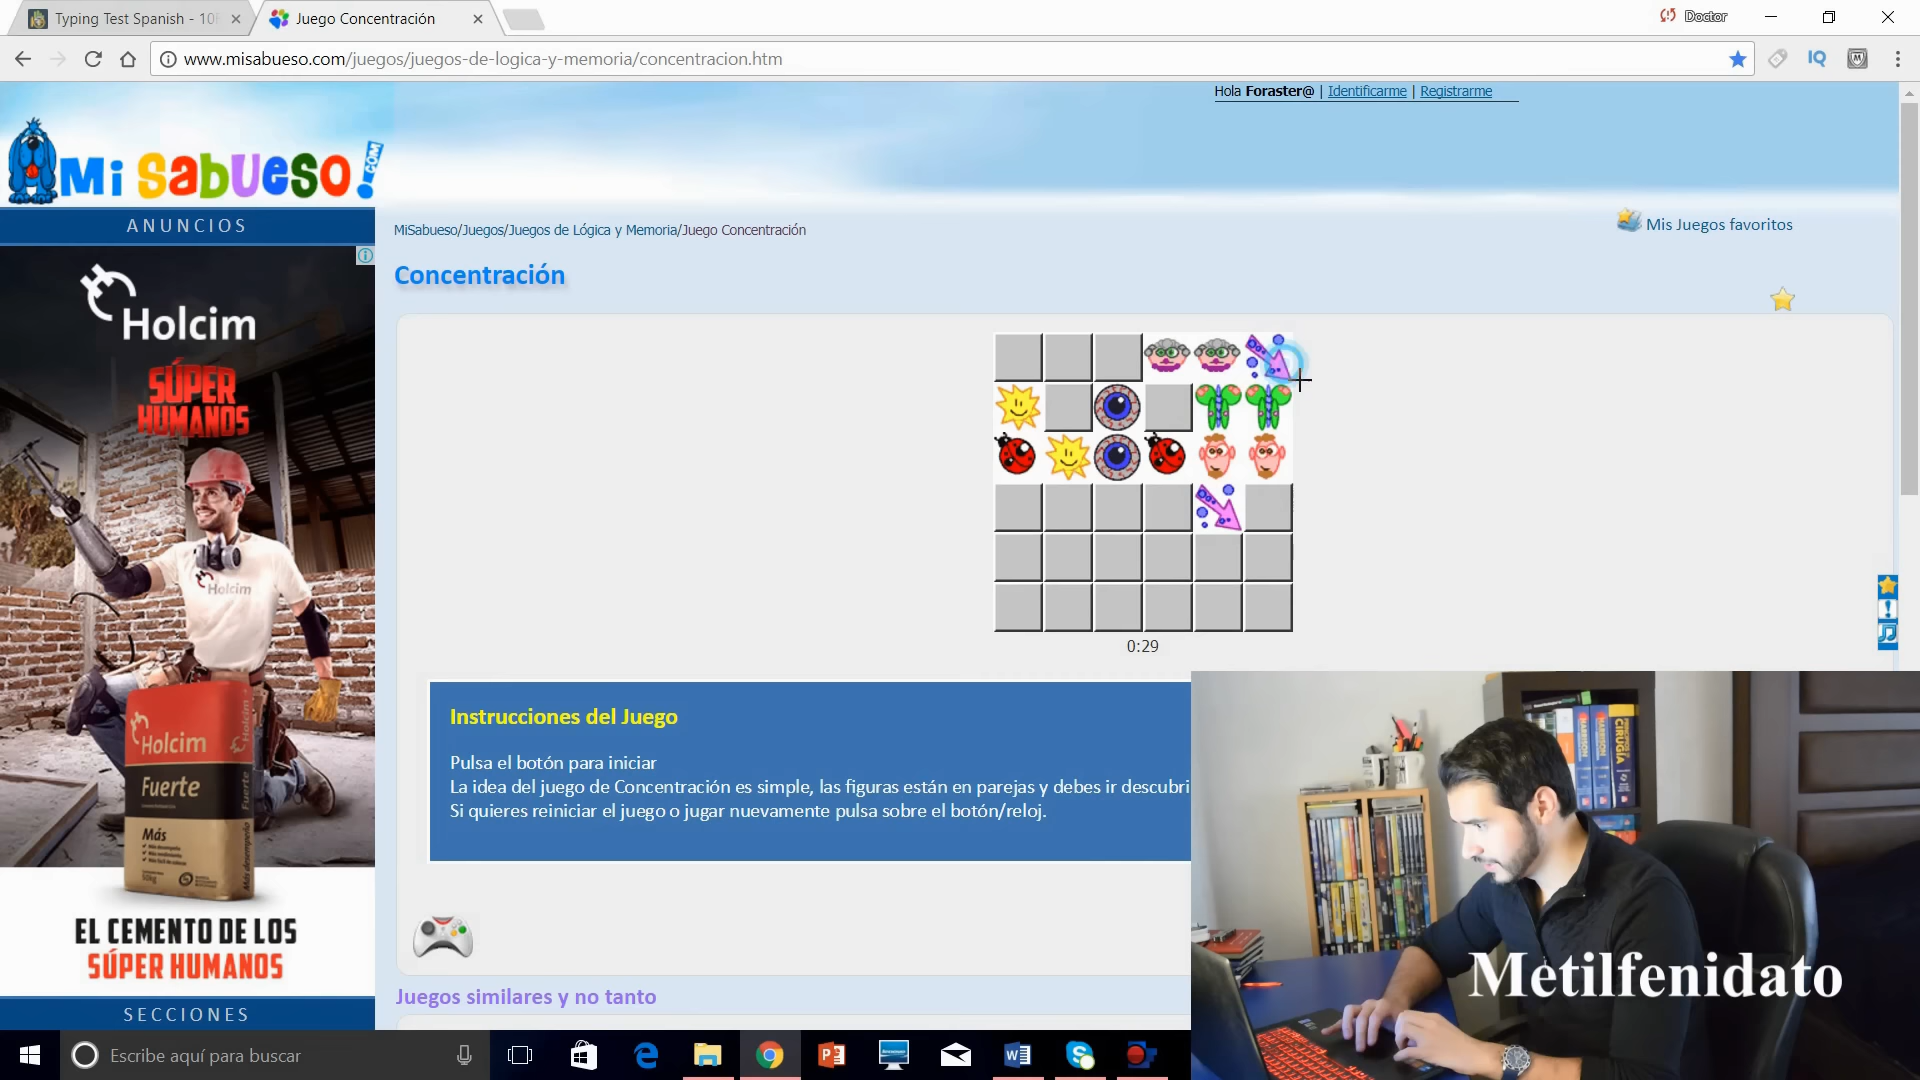 Typing Test Spanish - 10
Juego Concentración
Doctor
www.misabueso.com/juegos/juegos-de-logica-y-memoria/concentracion.htm
IQ
Hola Foraster@ | Identificarme | Registrarme
Mi Sabueso!
.COM
ANUNCIOS
MiSabueso/Juegos/Juegos de Lógica y Memoria/Juego Concentración
Mis Juegos favoritos
Concentración
Holcim
SÚPER
HUMANOS
Holcim
Holcim
Fuerte
Más
50kg
EL CEMENTO DE LOS
SÚPER HUMANOS
SECCIONES
0:29
Instrucciones del Juego
Pulsa el botón para iniciar
La idea del juego de Concentración es simple, las figuras están en parejas y debes ir descubri
Si quieres reiniciar el juego o jugar nuevamente pulsa sobre el botón/reloj.
Juegos similares y no tanto
CIRUGÍA
Metilfenidato
Escribe aquí para buscar